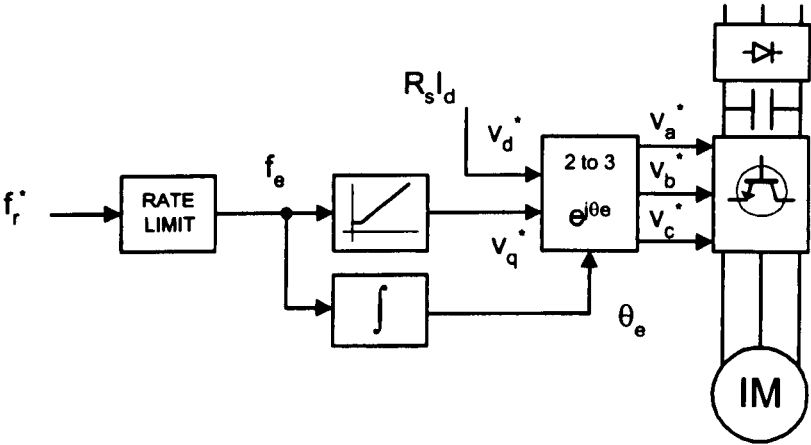 R_sI_d
v_d^*
v_a^*
2 to 3
v_b^*
f_e
RATE
LIMIT
f_r^*
e^{jθe}
v_c^*
v_q^*
∫
θ_e
IM